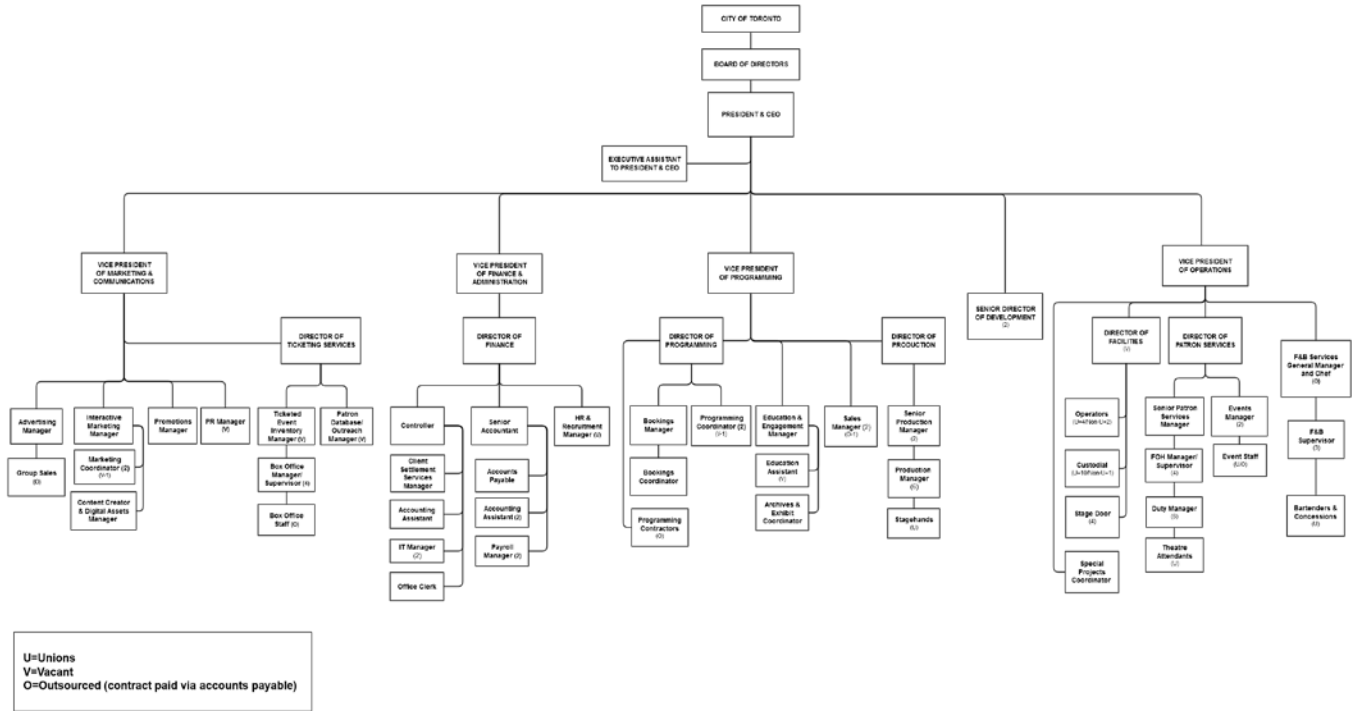 CITY OF TORONTO
BOARD OF DIRECTORS
PRESIDENT & CEO
EXECUTIVE ASSISTANT
TO PRESIDENT & CEO
VICE PRESIDENT
OF MARKETING &
COMMUNICATIONS
VICE PRESIDENT
OF FINANCE &
ADMINISTRATION
VICE PRESIDENT
OF PROGRAMMING
VICE PRESIDENT
OF OPERATIONS
SENIOR DIRECTOR
OF DEVELOPMENT
(2)
DIRECTOR OF
TICKETING SERVICES
DIRECTOR OF
FINANCE
DIRECTOR OF
PROGRAMMING
DIRECTOR OF
PRODUCTION
DIRECTOR OF
FACILITIES
(V)
DIRECTOR OF
PATRON SERVICES
F&B Services
General Manager
and Chef
(O)
Advertising
Manager
Group Sales
(O)
Interactive
Marketing
Manager
Marketing
Coordinator (2)
(V-1)
Content Creator
& Digital Assets
Manager
Promotions
Manager
PR Manager
(V)
Ticketed
Event
Inventory
Manager (V)
Box Office
Manager/
Supervisor (4)
Box Office
Staff (O)
Patron
Database/
Outreach
Manager (V)
Controller
Client
Settlement
Services
Manager
Accounting
Assistant
IT Manager
(2)
Office Clerk
Senior
Accountant
Accounts
Payable
Accounting
Assistant (2)
Payroll
Manager (2)
HR &
Recruitment
Manager
Bookings
Manager
Bookings
Coordinator
Programming
Contractors
(O)
Programming
Coordinator (2)
(V-1)
Education &
Engagement
Manager
Education
Assistant
(V)
Archives &
Exhibit
Coordinator
Sales
Manager (2)
Senior
Production
Manager
Production
Manager
Stagehands
(U)
Operators
Custodial
Stage Door
(4)
Special
Projects
Coordinator
Senior Patron
Services
Manager
FOH Manager/
Supervisor
(4)
Duty Manager
Theatre
Attendants
(U)
Events
Manager
(2)
Event Staff
(U/O)
F&B
Supervisor
(3)
Bartenders &
Concessions
(U)
U=Unions
V=Vacant
O=Outsourced (contract paid via accounts payable)